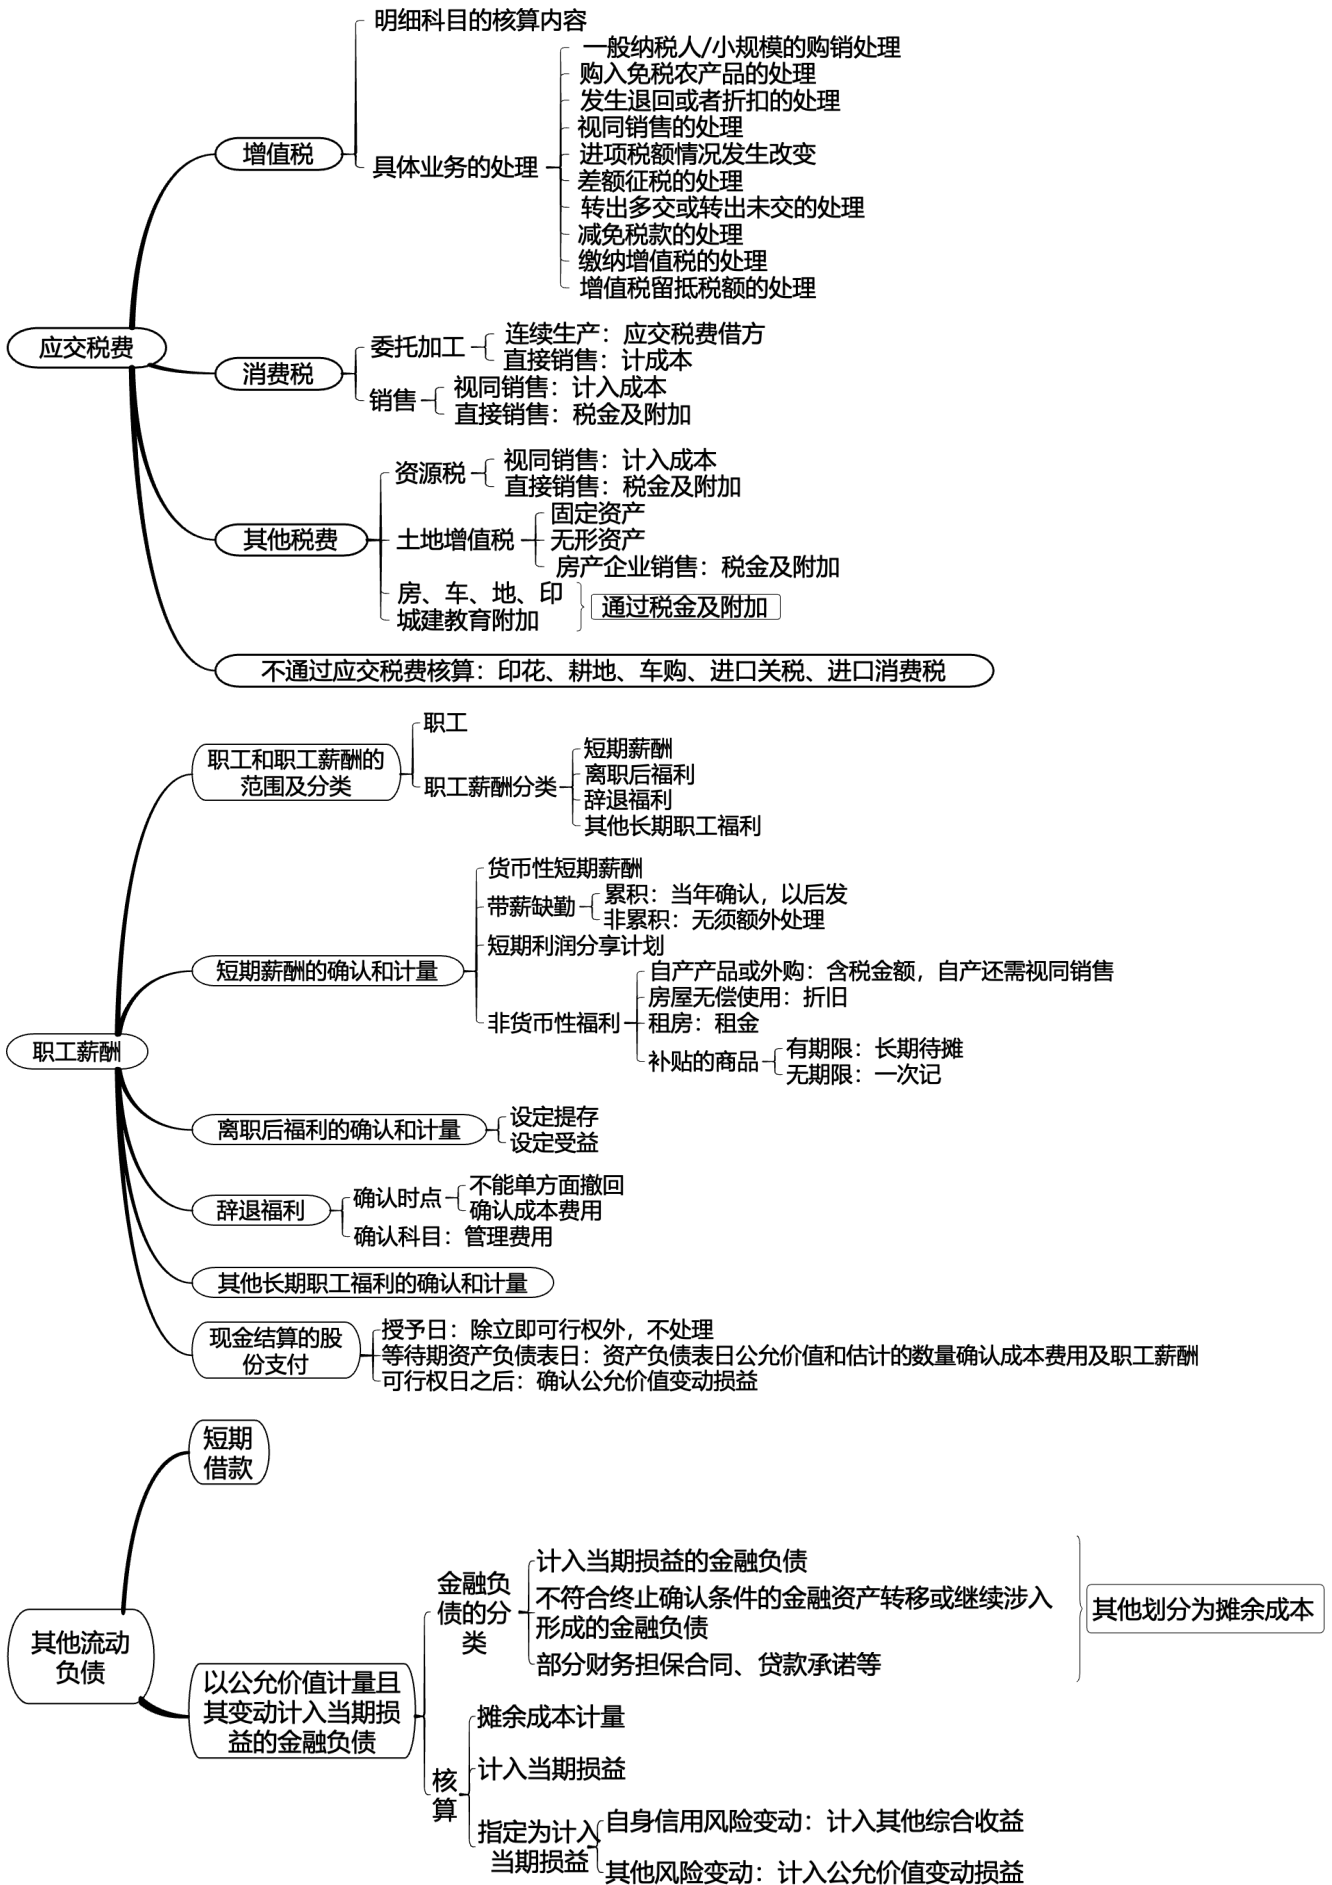 应交税费
增值税
明细科目的核算内容
具体业务的处理
一般纳税人/小规模的购销处理
购入免税农产品的处理
发生退回或者折扣的处理
视同销售的处理
进项税额情况发生改变
差额征税的处理
转出多交或转出未交的处理
减免税款的处理
缴纳增值税的处理
增值税留抵税额的处理
消费税
委托加工
连续生产：应交税费借方
直接销售：计成本
销售
视同销售：计入成本
直接销售：税金及附加
其他税费
资源税
视同销售：计入成本
直接销售：税金及附加
土地增值税
固定资产
无形资产
房产企业销售：税金及附加
房、车、地、印
城建教育附加
通过税金及附加
不通过应交税费核算：印花、耕地、车购、进口关税、进口消费税
职工薪酬
职工和职工薪酬的
范围及分类
职工
职工薪酬分类
短期薪酬
离职后福利
辞退福利
其他长期职工福利
短期薪酬的确认和计量
货币性短期薪酬
带薪缺勤
累积：当年确认，以后发
非累积：无须额外处理
短期利润分享计划
非货币性福利
自产产品或外购：含税金额，自产还需视同销售
房屋无偿使用：折旧
租房：租金
补贴的商品
有期限：长期待摊
无期限：一次记
离职后福利的确认和计量
设定提存
设定受益
辞退福利
确认时点
不能单方面撤回
确认成本费用
确认科目：管理费用
其他长期职工福利的确认和计量
现金结算的股
份支付
授予日：除立即可行权外，不处理
等待期资产负债表日：资产负债表日公允价值和估计的数量确认成本费用及职工薪酬
可行权日之后：确认公允价值变动损益
其他流动
负债
短期
借款
以公允价值计量且
其变动计入当期损
益的金融负债
金融负
债的分
类
计入当期损益的金融负债
不符合终止确认条件的金融资产转移或继续涉入
形成的金融负债
部分财务担保合同、贷款承诺等
其他划分为摊余成本
核
算
摊余成本计量
计入当期损益
指定为计入
当期损益
自身信用风险变动：计入其他综合收益
其他风险变动：计入公允价值变动损益